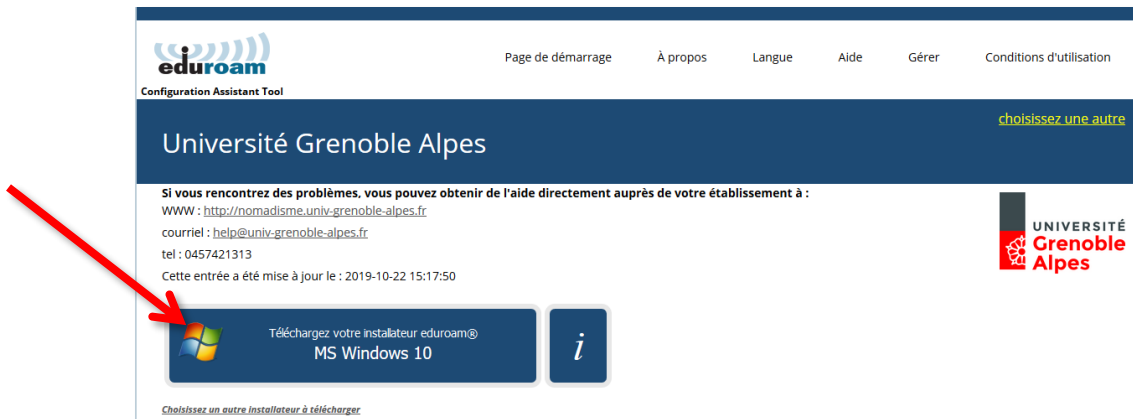 eduroam
Configuration Assistant Tool
Page de démarrage À propos Langue Aide Gérer Conditions d'utilisation
choisissez une autre
Université Grenoble Alpes
Si vous rencontrez des problèmes, vous pouvez obtenir de l'aide directement auprès de votre établissement à :
WWW : http://nomadisme.univ-grenoble-alpes.fr
courriel : help@univ-grenoble-alpes.fr
tel : 0457421313
Cette entrée a été mise à jour le : 2019-10-22 15:17:50
UNIVERSITÉ
Grenoble
Alpes
Téléchargez votre installateur eduroam®
MS Windows 10
i
Choisissez un autre installateur à télécharger